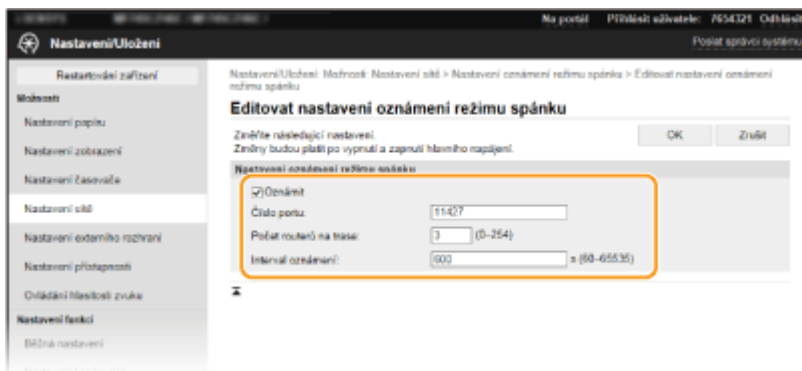 Na portál Přihlásit uživatele: 7654321 Odhlásit
Nastavení/Uložení
Poslat správci systému
Restartování zařízení
Možnosti
Nastavení papíru
Nastavení zobrazení
Nastavení časovače
Nastavení sítě
Nastavení externího rozhraní
Nastavení přístupnosti
Ovládání hlasitosti zvuku
Nastavení funkcí
Běžná nastavení
Nastavení/Uložení: Možnosti: Nastavení sítě > Nastavení oznámení režimu spánku > Editovat nastavení oznámení
režimu spánku
Editovat nastavení oznámení režimu spánku
Změňte následující nastavení.
Změny budou platit po vypnutí a zapnutí hlavního napájení.
OK Zrušit
Nastavení oznámení režimu spánku
Oznámit
Číslo portu: 11427
Počet routerů na trase: 3 (0–254)
Interval oznámení: 600 s (60–65535)